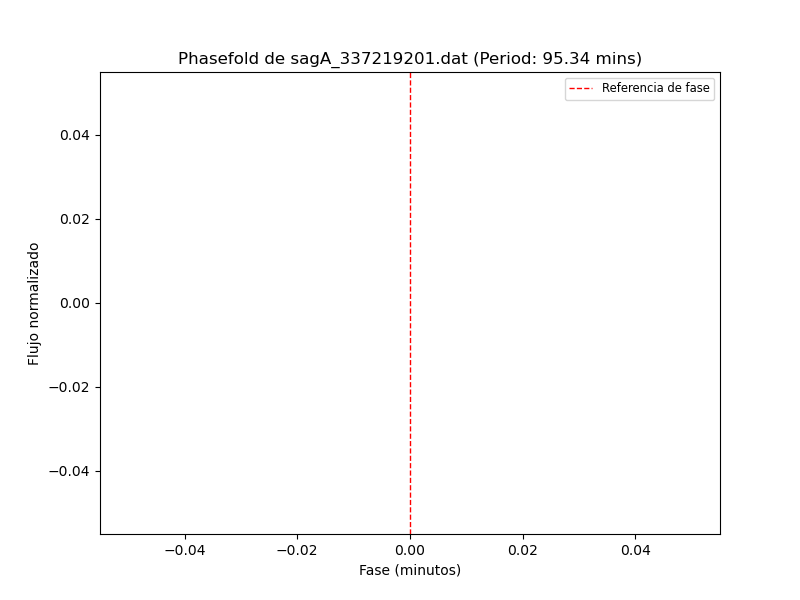 Phasefold de sagA_337219201.dat (Period: 95.34 mins)
Referencia de fase
0.04
0.02
0.00
−0.02
−0.04
Flujo normalizado
−0.04
−0.02
0.00
0.02
0.04
Fase (minutos)